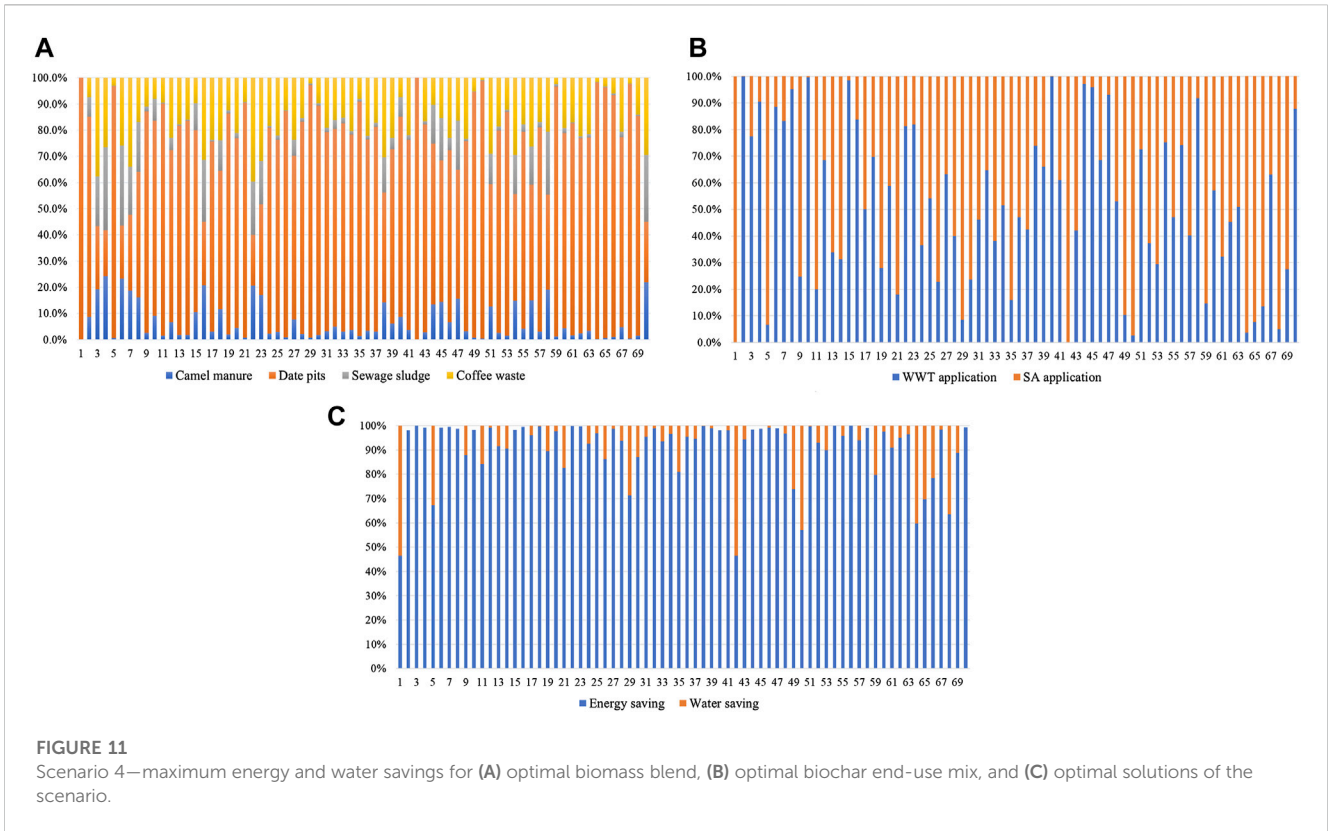 A
100.0%
90.0%
80.0%
70.0%
60.0%
50.0%
40.0%
30.0%
20.0%
10.0%
0.0%
1 3 5 7 9 11 13 15 17 19 21 23 25 27 29 31 33 35 37 39 41 43 45 47 49 51 53 55 57 59 61 63 65 67 69
Camel manure Date pits Sewage sludge Coffee waste
B
100.0%
90.0%
80.0%
70.0%
60.0%
50.0%
40.0%
30.0%
20.0%
10.0%
0.0%
1 3 5 7 9 11 13 15 17 19 21 23 25 27 29 31 33 35 37 39 41 43 45 47 49 51 53 55 57 59 61 63 65 67 69
WWT application SA application
C
100%
90%
80%
70%
60%
50%
40%
30%
20%
10%
0%
1 3 5 7 9 11 13 15 17 19 21 23 25 27 29 31 33 35 37 39 41 43 45 47 49 51 53 55 57 59 61 63 65 67 69
Energy saving Water saving
FIGURE 11
Scenario 4—maximum energy and water savings for (A) optimal biomass blend, (B) optimal biochar end-use mix, and (C) optimal solutions of the
scenario.